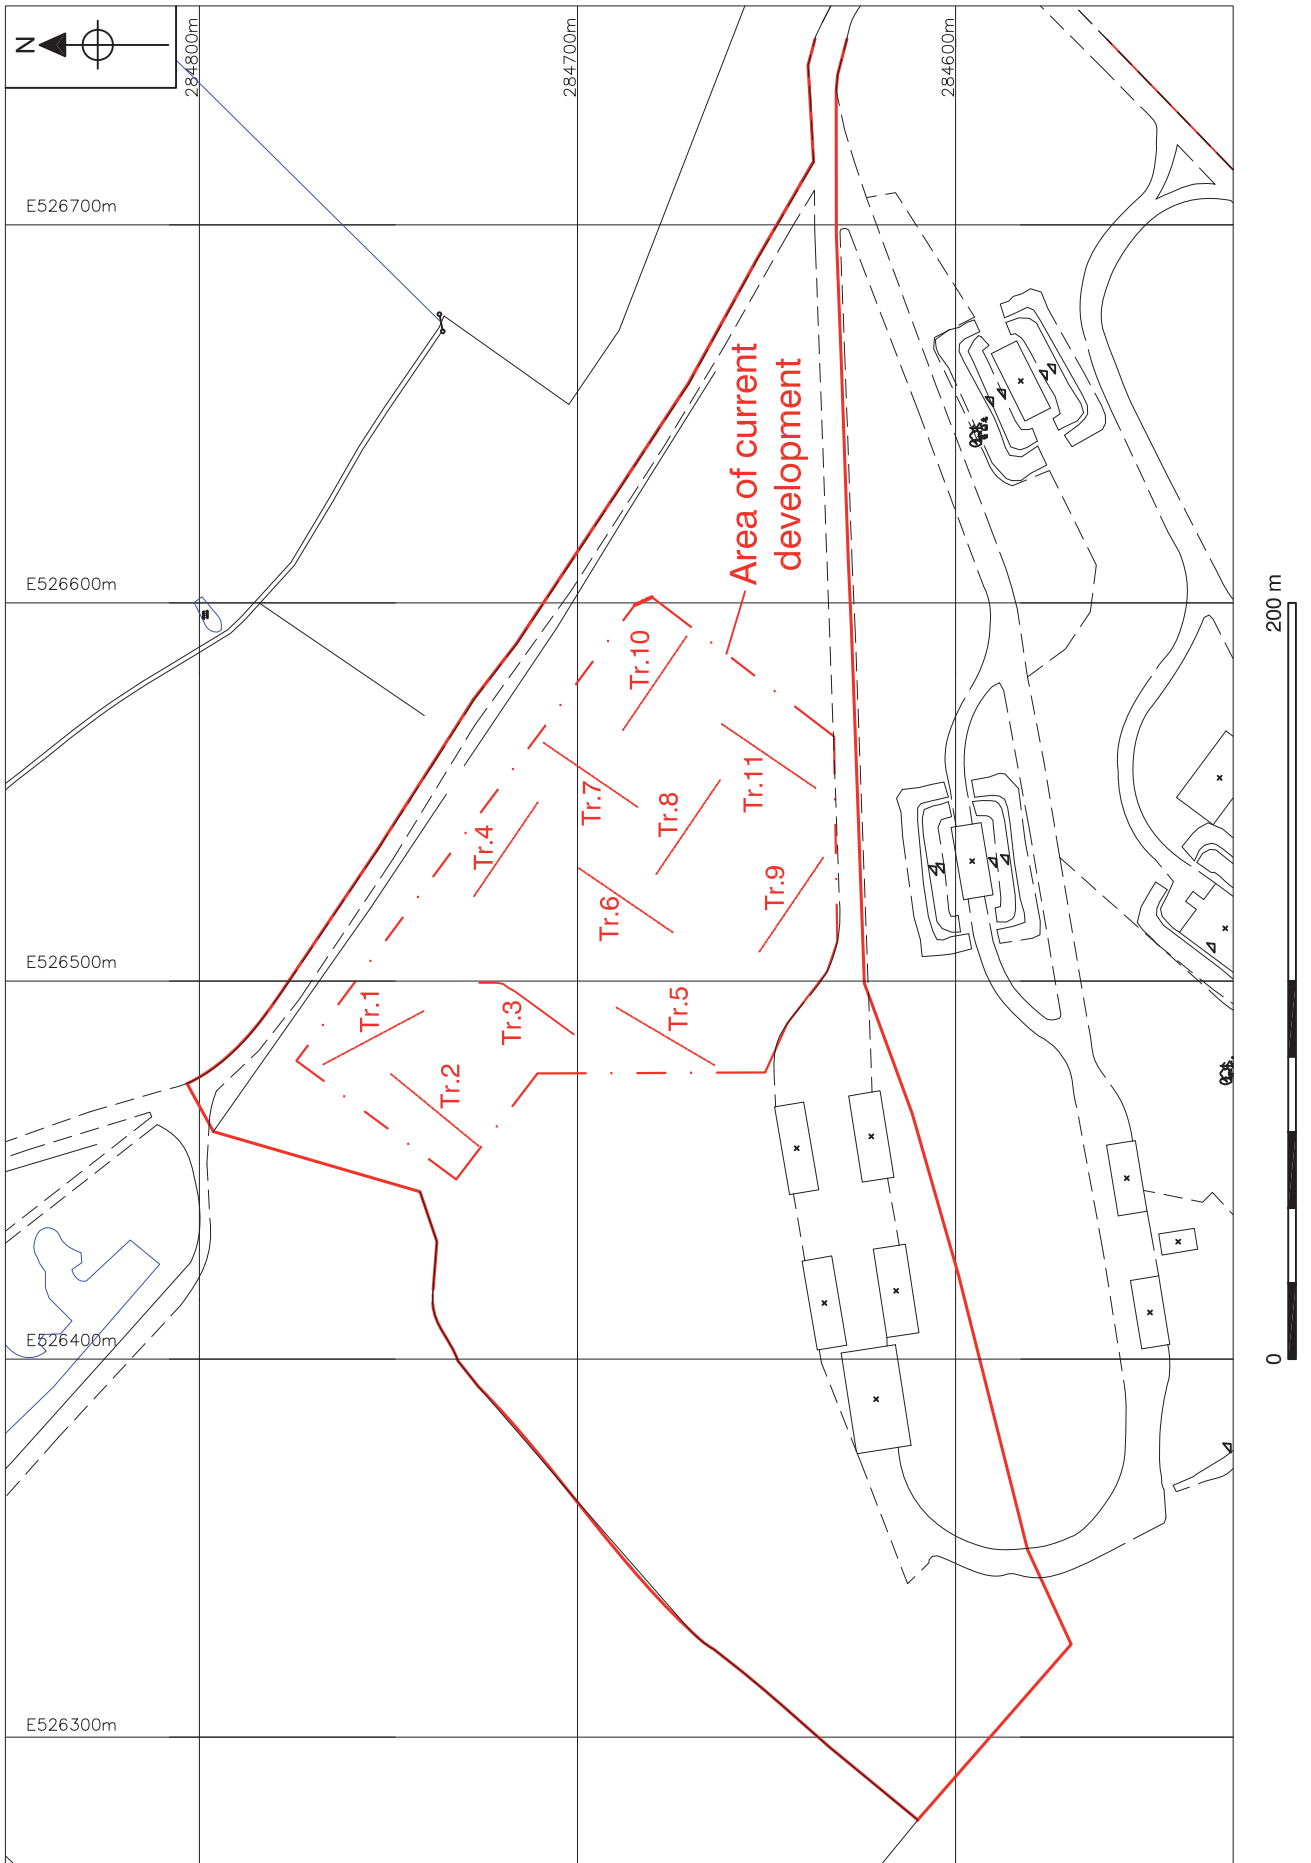 N
284800m
284700m
284600m
E526700m
E526600m
E526500m
E526400m
E526300m
Area of current
development
Tr.1
Tr.2
Tr.3
Tr.4
Tr.5
Tr.6
Tr.7
Tr.8
Tr.9
Tr.10
Tr.11
0
200 m